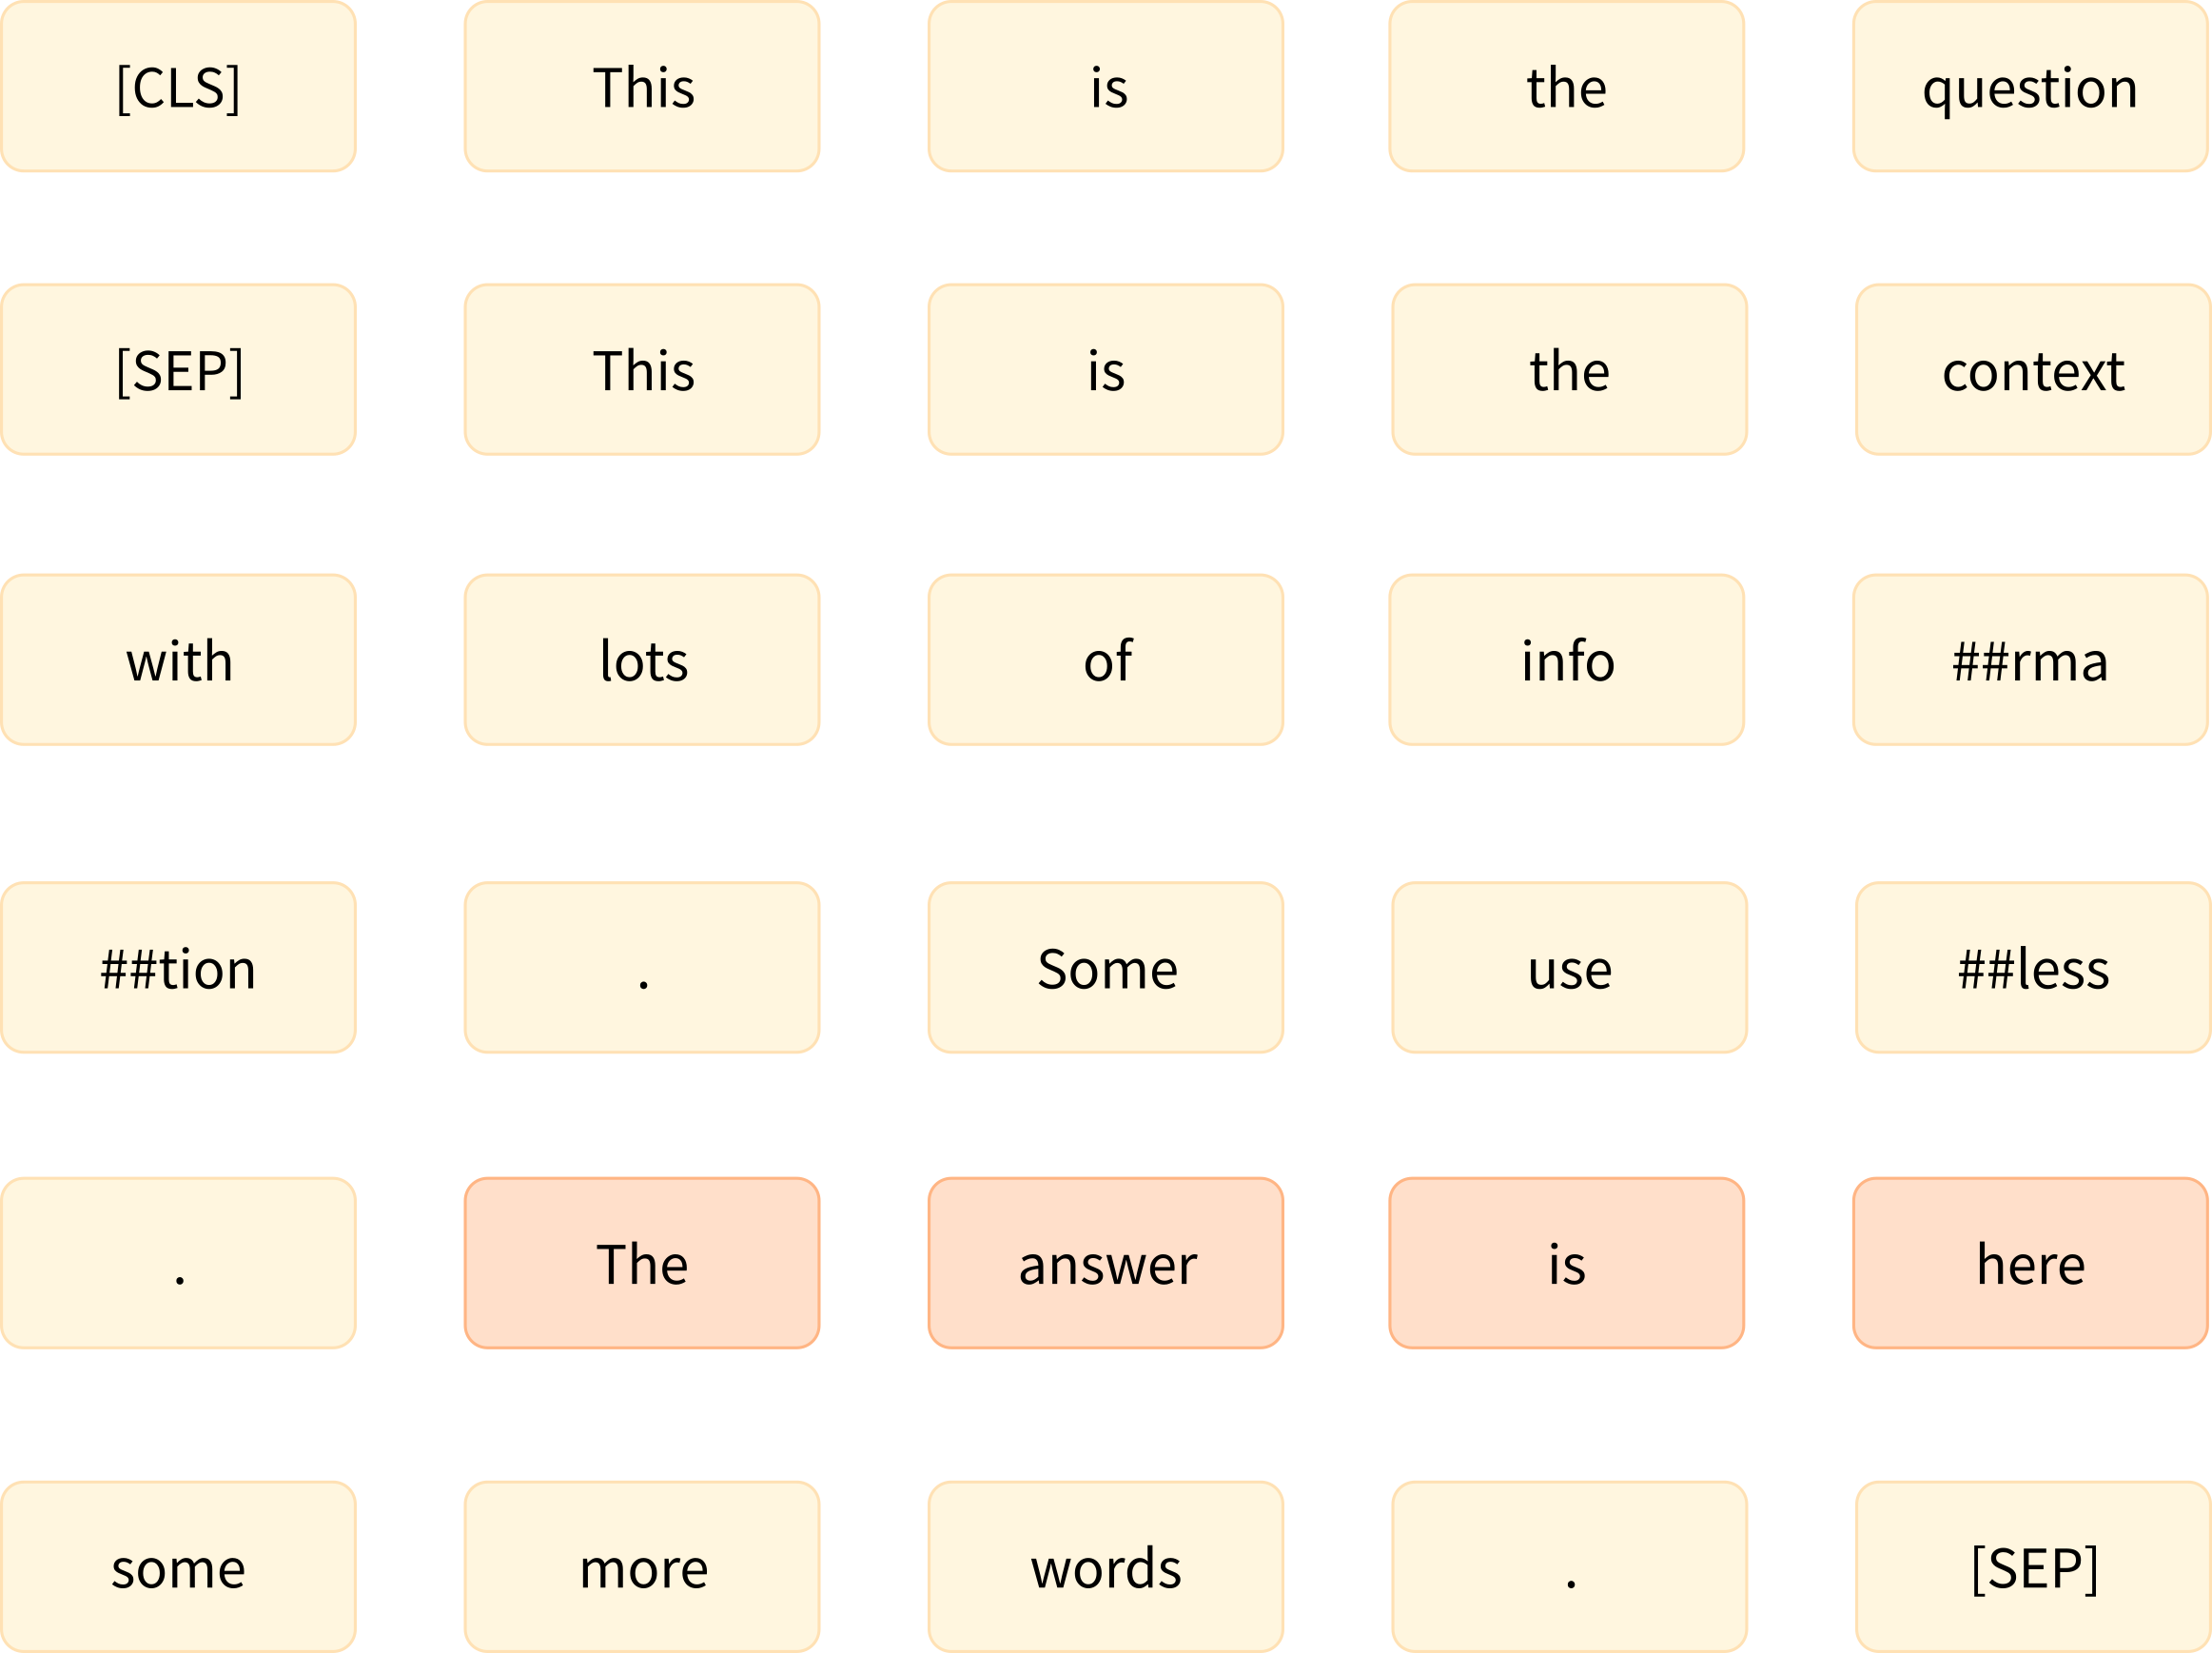 [CLS] This is the question
[SEP] This is the context
with lots of info ##rma
##tion . Some use ##less
. The answer is here
some more words . [SEP]